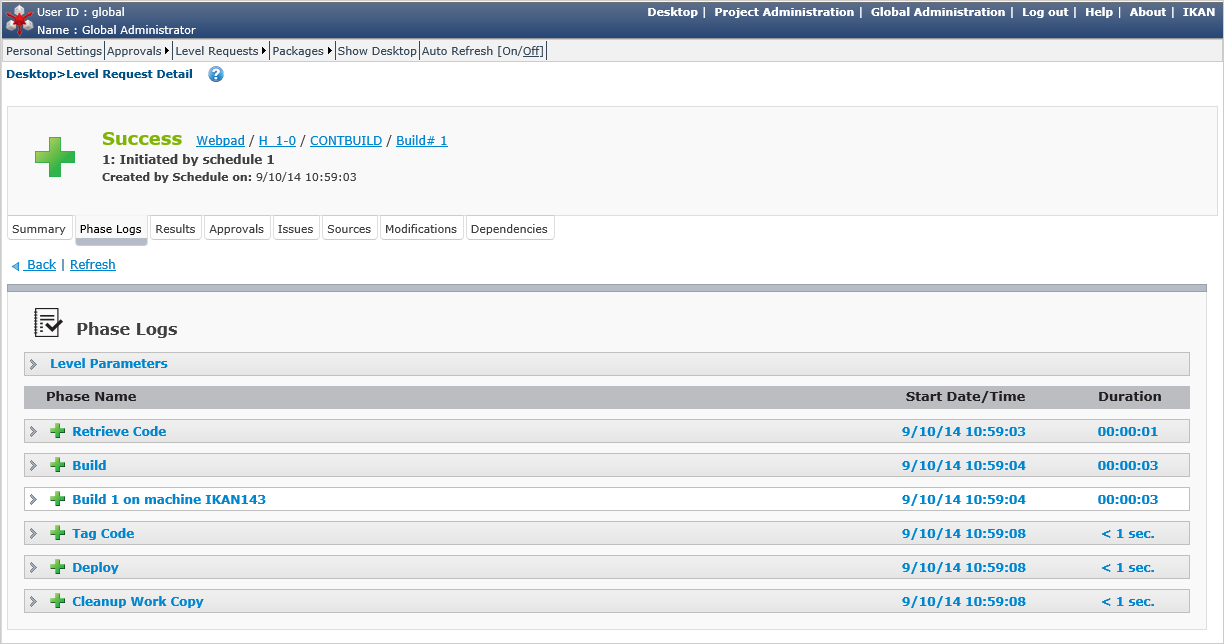 User ID : global
Desktop | Project Administration | Global Administration | Log out | Help | About | IKAN
Name : Global Administrator
Personal Settings Approvals Level Requests Packages Show Desktop Auto Refresh [On/Off]
Desktop>Level Request Detail ?
Success Webpad / H_1-0 / CONTBUILD / Build# 1
1: Initiated by schedule 1
Created by Schedule on: 9/10/14 10:59:03
Summary Phase Logs Results Approvals Issues Sources Modifications Dependencies
Back | Refresh
Phase Logs
Level Parameters
Phase Name Start Date/Time Duration
Retrieve Code 9/10/14 10:59:03 00:00:01
Build 9/10/14 10:59:04 00:00:03
Build 1 on machine IKAN143 9/10/14 10:59:04 00:00:03
Tag Code 9/10/14 10:59:08 < 1 sec.
Deploy 9/10/14 10:59:08 < 1 sec.
Cleanup Work Copy 9/10/14 10:59:08 < 1 sec.